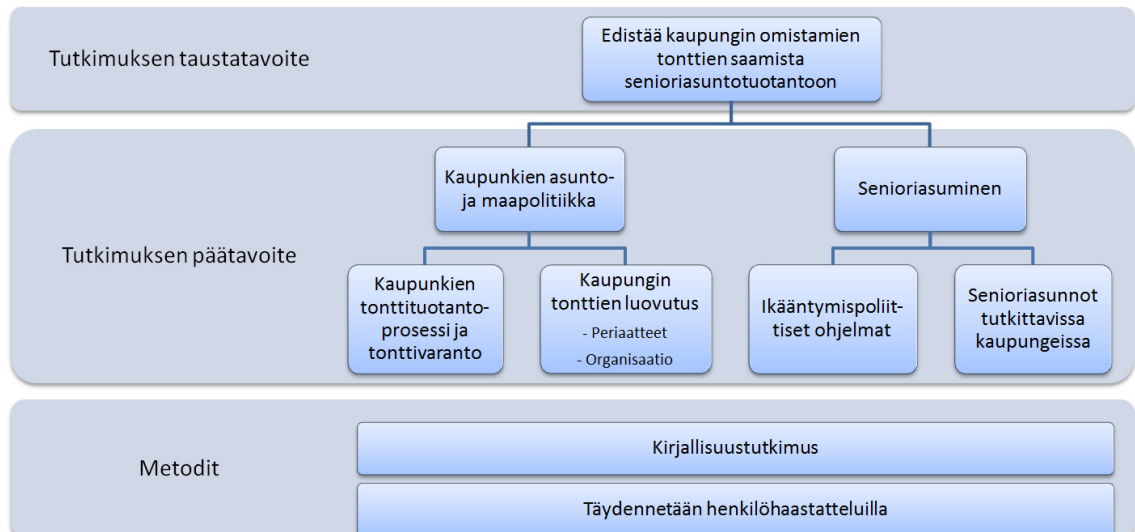 Tutkimuksen taustatavoite
Edistää kaupungin omistamien
tonttien saamista
senioriasuntotuotantoon
Tutkimuksen päätavoite
Kaupunkien asunto-
ja maapolitiikka
Senioriasuminen
Kaupunkien
tonttituotanto-
prosessi ja
tonttivaranto
Kaupungin
tonttien luovutus
- Periaatteet
- Organisaatio
Ikääntymispoliit-
tiset ohjelmat
Senioriasunnot
tutkittavissa
kaupungeissa
Metodit
Kirjallisuustutkimus
Täydennetään henkilöhaastatteluilla